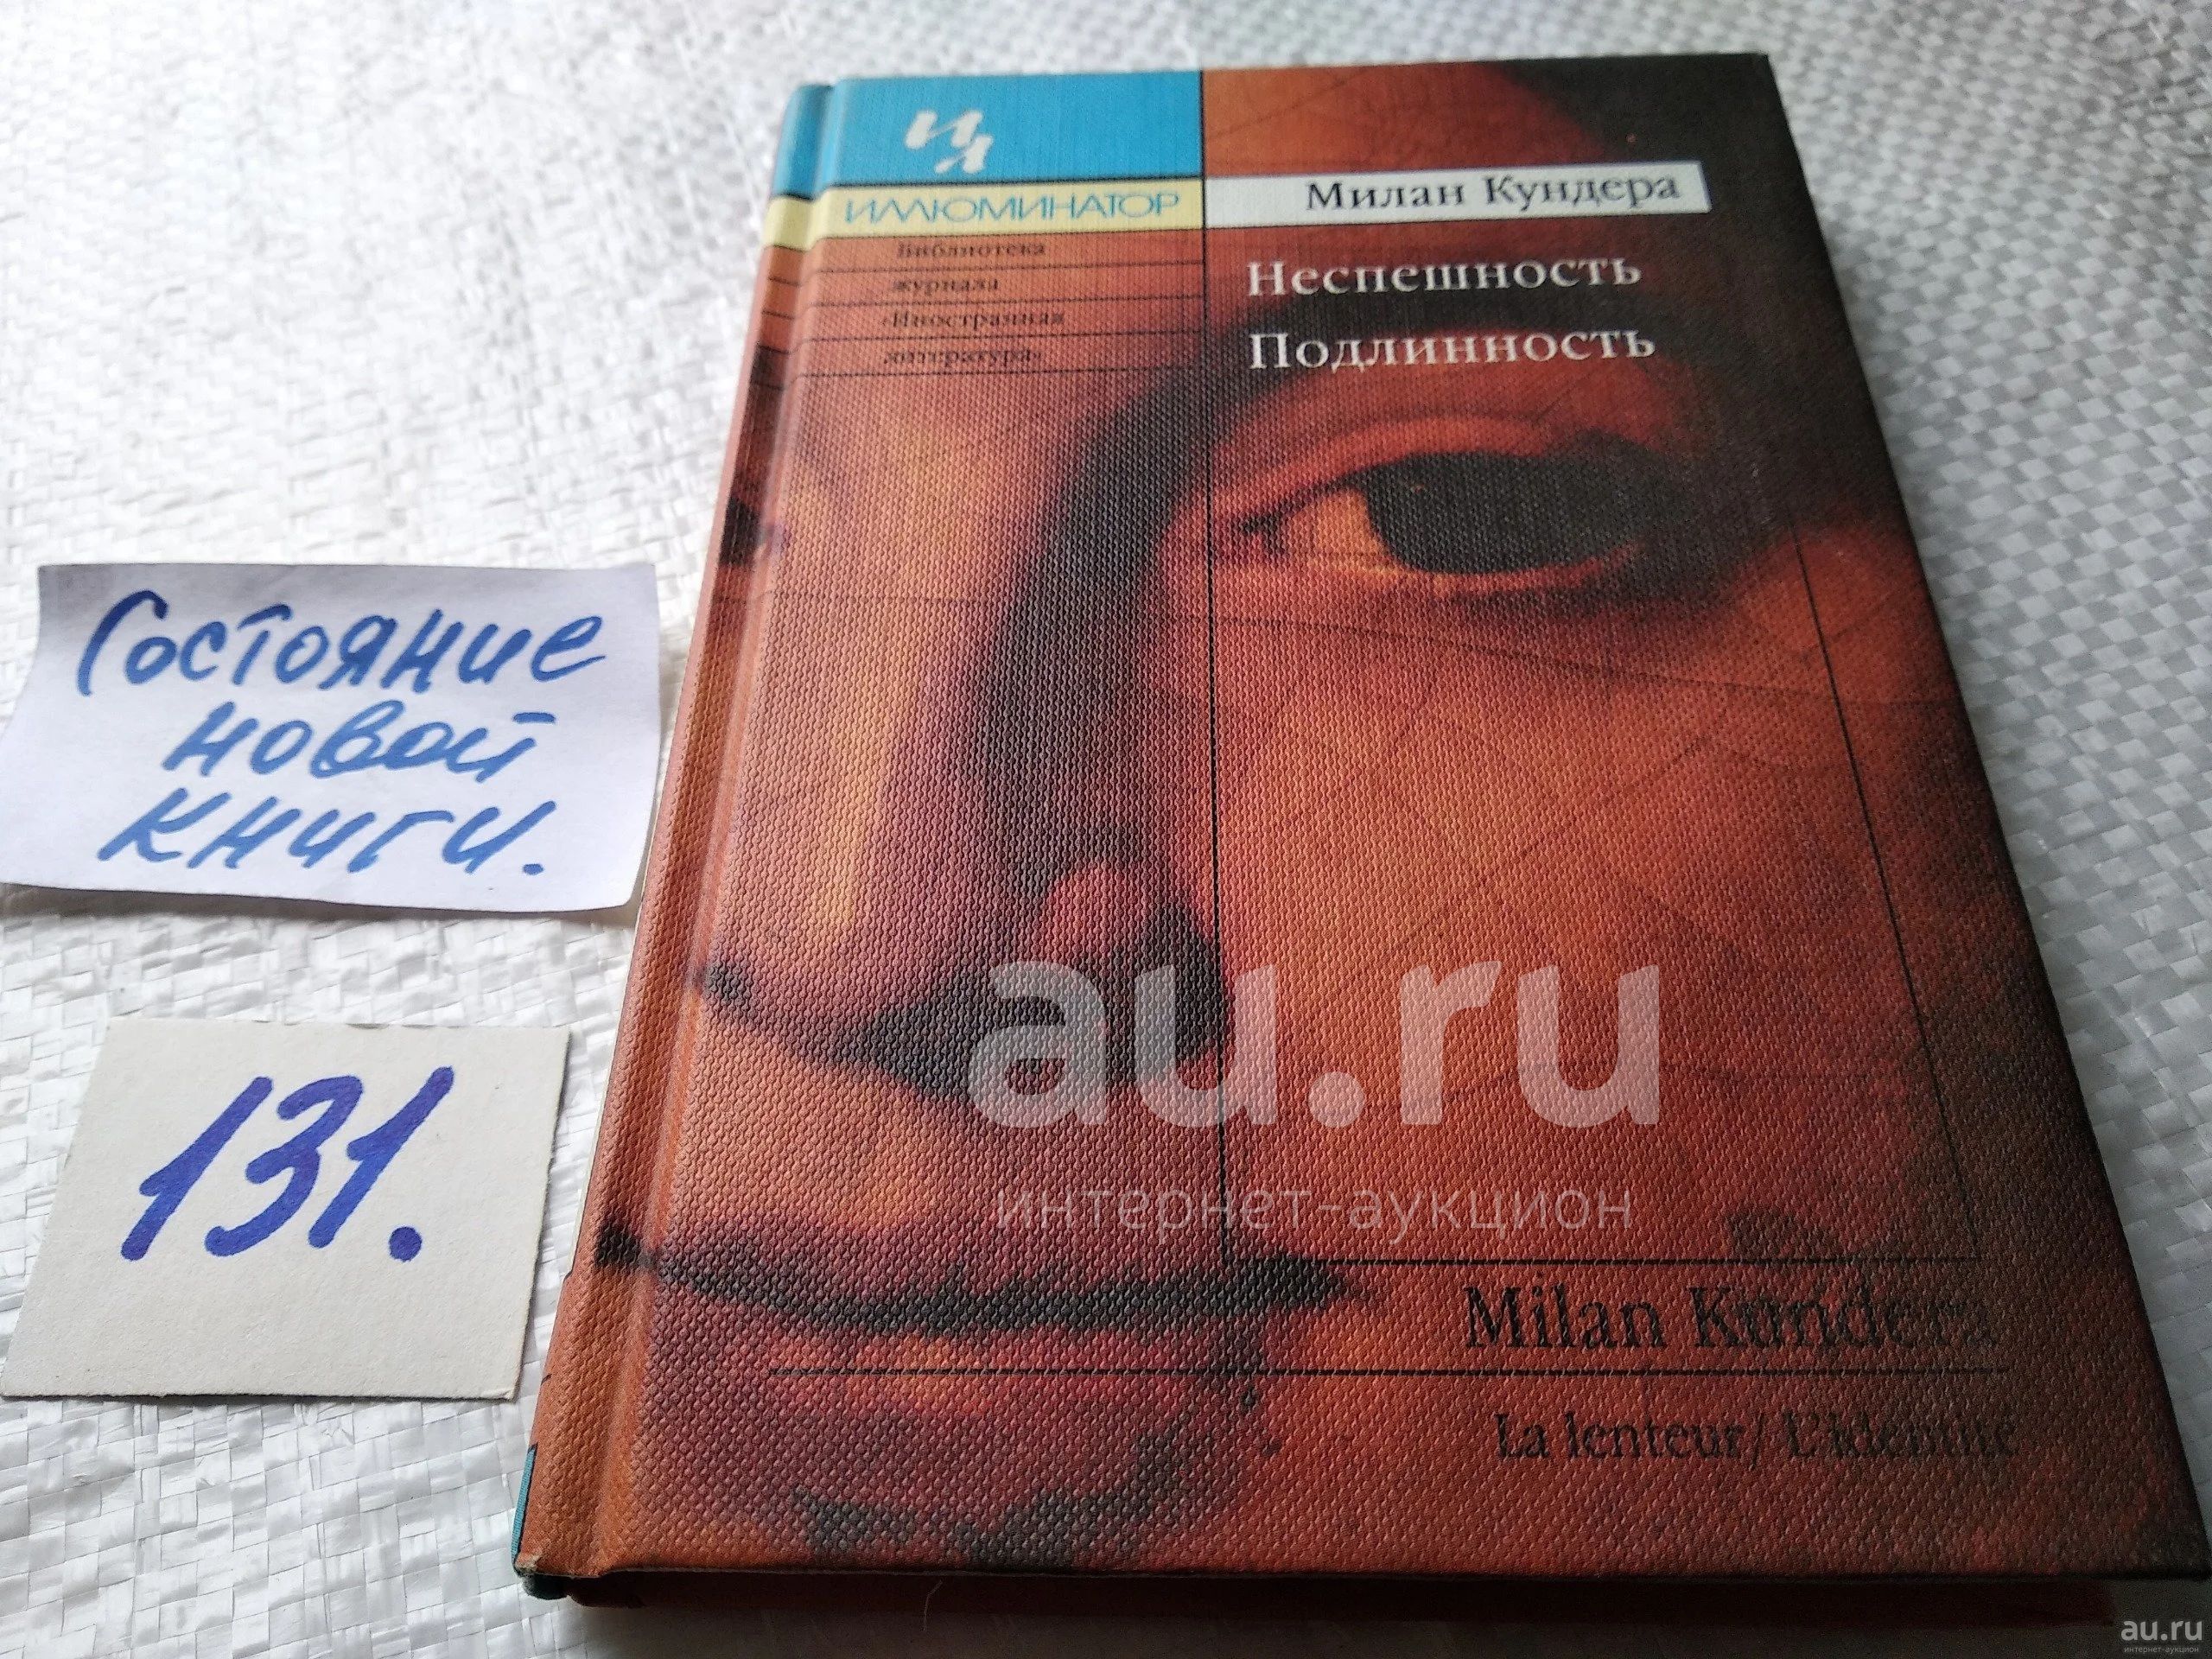 ИЛ
ИЛЛЮМИНАТОР
Библиотека
журнала
«Иностранная
литература»
Милан Кундера
Неспешность
Подлинность
Состояние
новой
книги.
131.
au.ru
интернет-аукцион
Milan Kundera
La lenteur / L'identité
au.ru
интернет-аукцион